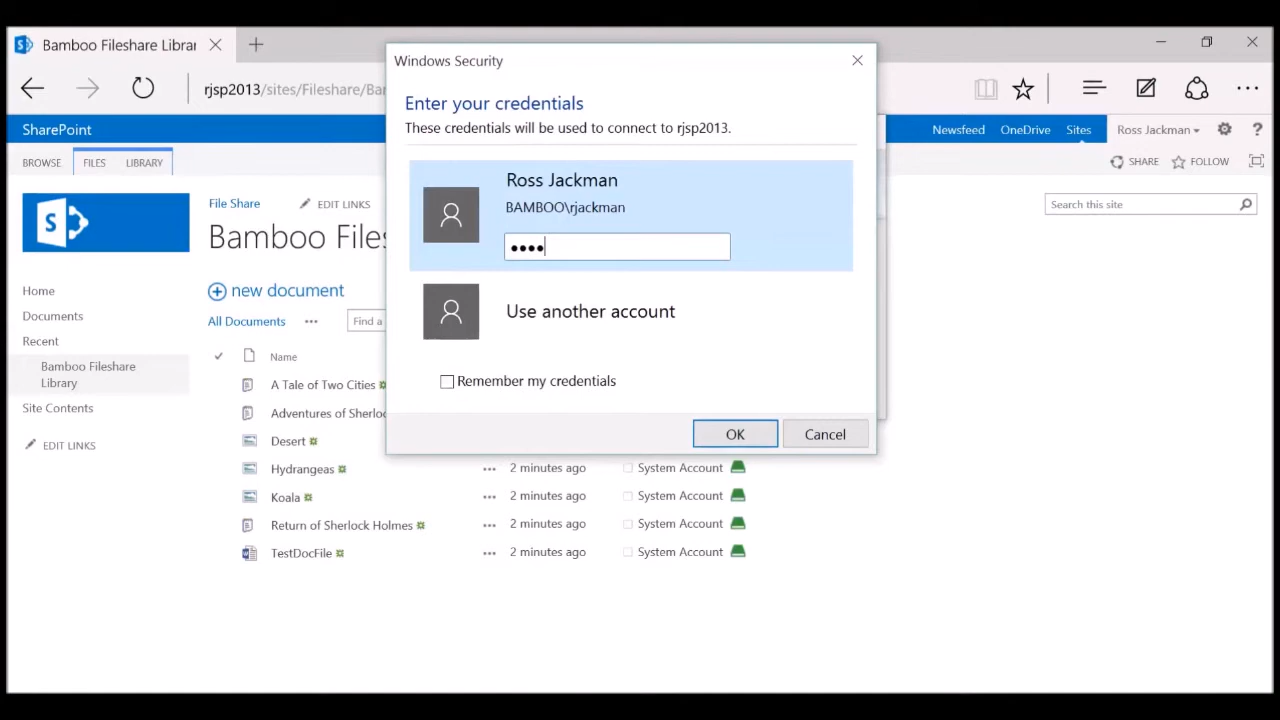 Bamboo Fileshare Librar
rjsp2013/sites/Fileshare/Ba
Windows Security
Enter your credentials
These credentials will be used to connect to rjsp2013.
Ross Jackman
BAMBOO\rjackman
••••
Use another account
Remember my credentials
OK
Cancel
SharePoint
Newsfeed
OneDrive
Sites
Ross Jackman
?
BROWSE
FILES
LIBRARY
SHARE
FOLLOW
File Share
EDIT LINKS
Search this site
Bamboo Files
Home
Documents
Recent
Bamboo Fileshare
Library
Site Contents
EDIT LINKS
new document
All Documents
•••
Find a
Name
A Tale of Two Cities
Adventures of Sherlo
Desert
Hydrangeas ••• 2 minutes ago System Account
Koala ••• 2 minutes ago System Account
Return of Sherlock Holmes ••• 2 minutes ago System Account
TestDocFile ••• 2 minutes ago System Account